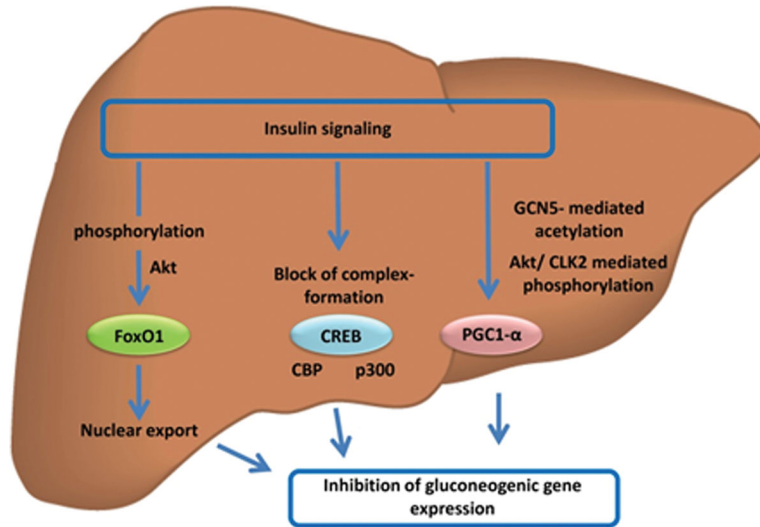 Insulin signaling
phosphorylation
Akt
GCN5- mediated
acetylation
Akt/ CLK2 mediated
phosphorylation
Block of complex-
formation
FoxO1
CREB
PGC1-α
CBP p300
Nuclear export
Inhibition of gluconeogenic gene
expression